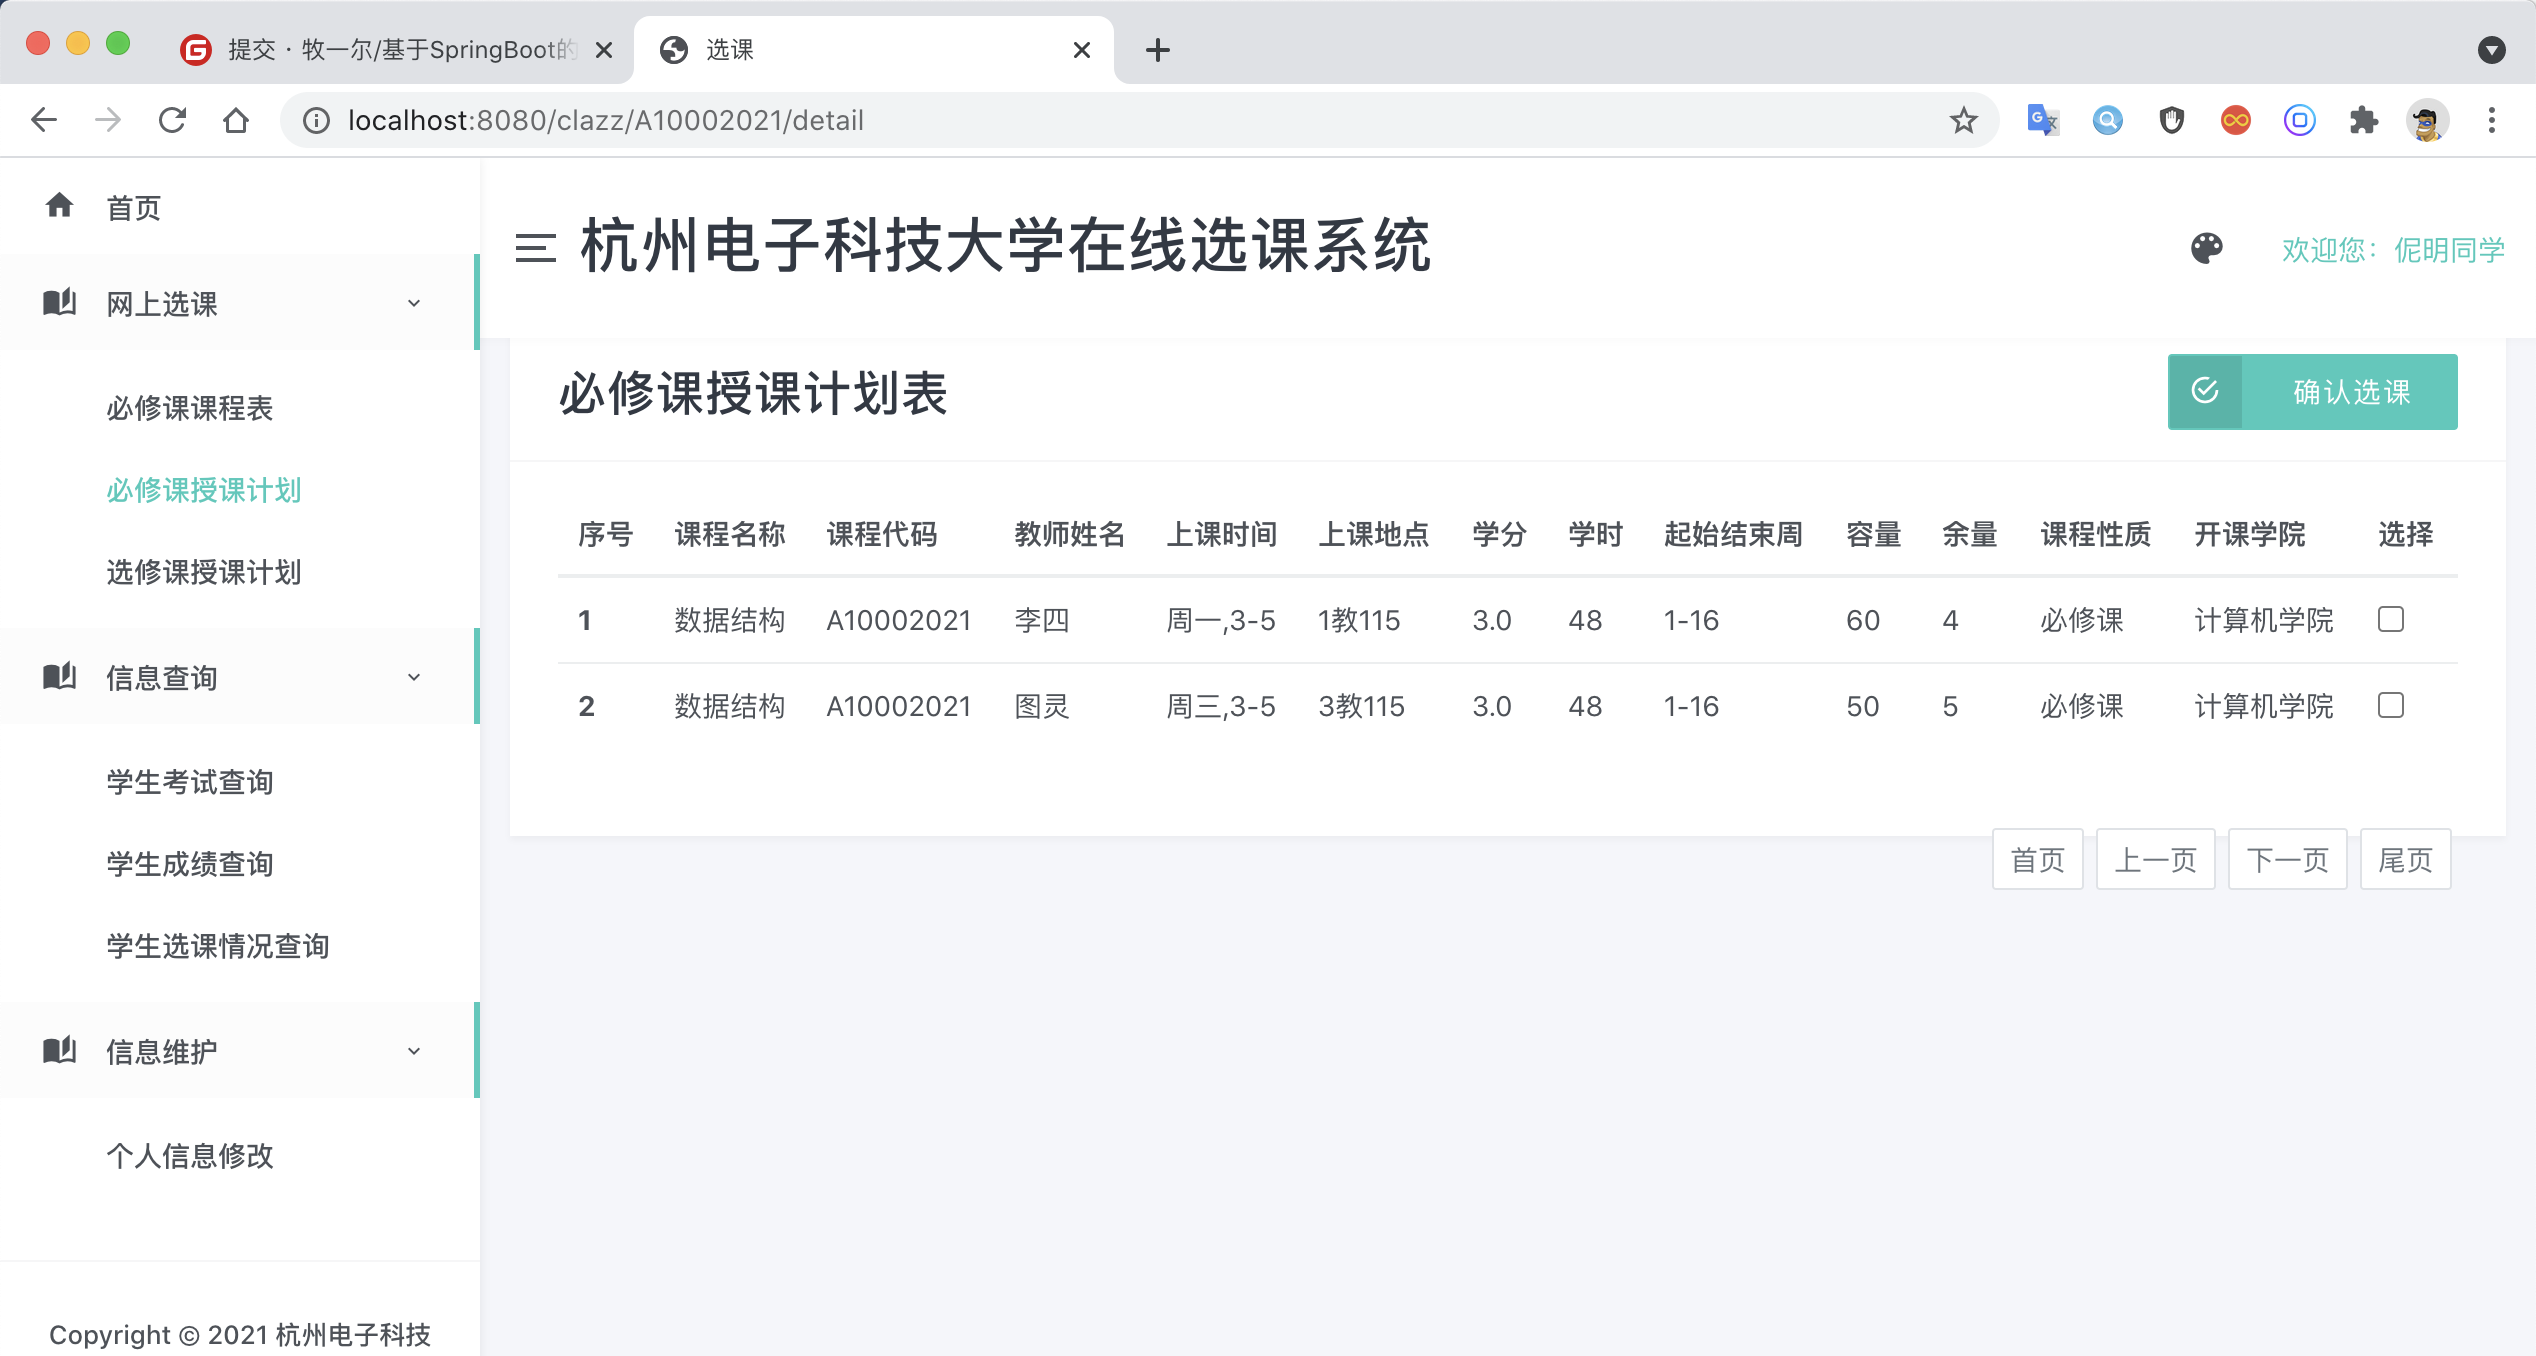 提交 · 牧一尔/基于SpringBoot的
选课
localhost:8080/clazz/A10002021/detail
首页
网上选课
必修课课程表
必修课授课计划
选修课授课计划
信息查询
学生考试查询
学生成绩查询
学生选课情况查询
信息维护
个人信息修改
Copyright © 2021 杭州电子科技
杭州电子科技大学在线选课系统
欢迎您：伲明同学
必修课授课计划表
确认选课
序号 课程名称 课程代码 教师姓名 上课时间 上课地点 学分 学时 起始结束周 容量 余量 课程性质 开课学院 选择
1 数据结构 A10002021 李四 周一,3-5 1教115 3.0 48 1-16 60 4 必修课 计算机学院
2 数据结构 A10002021 图灵 周三,3-5 3教115 3.0 48 1-16 50 5 必修课 计算机学院
首页 上一页 下一页 尾页